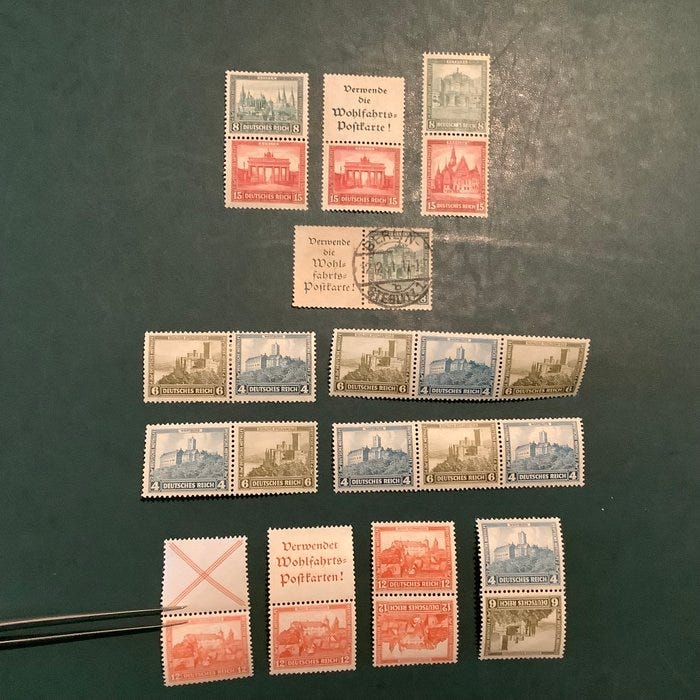 8 DEUTSCHES REICH 8
15 DEUTSCHES REICH 15
Verwende
die
Wohlfahrts-
Postkarte!
15 DEUTSCHES REICH 15
8 DEUTSCHES REICH 8
15 DEUTSCHES REICH 15
Verwende
die
Wohl-
fahrts-
Postkarte!
BERLIN-
STEGLITZ 1
b
8
6 DEUTSCHES REICH 6
4 DEUTSCHES REICH 4
6 DEUTSCHES REICH 6
4 DEUTSCHES REICH 4
6 DEUTSCHES REICH 6
4 DEUTSCHES REICH 4
6 DEUTSCHES REICH 6
4 DEUTSCHES REICH 4
6 DEUTSCHES REICH 6
4 DEUTSCHES REICH 4
12 DEUTSCHES REICH 12
Verwendet
Wohlfahrts-
Postkarten!
12 DEUTSCHES REICH 12
12 DEUTSCHES REICH 12
12 DEUTSCHES REICH 12
4 DEUTSCHES REICH 4
6 DEUTSCHES REICH 6